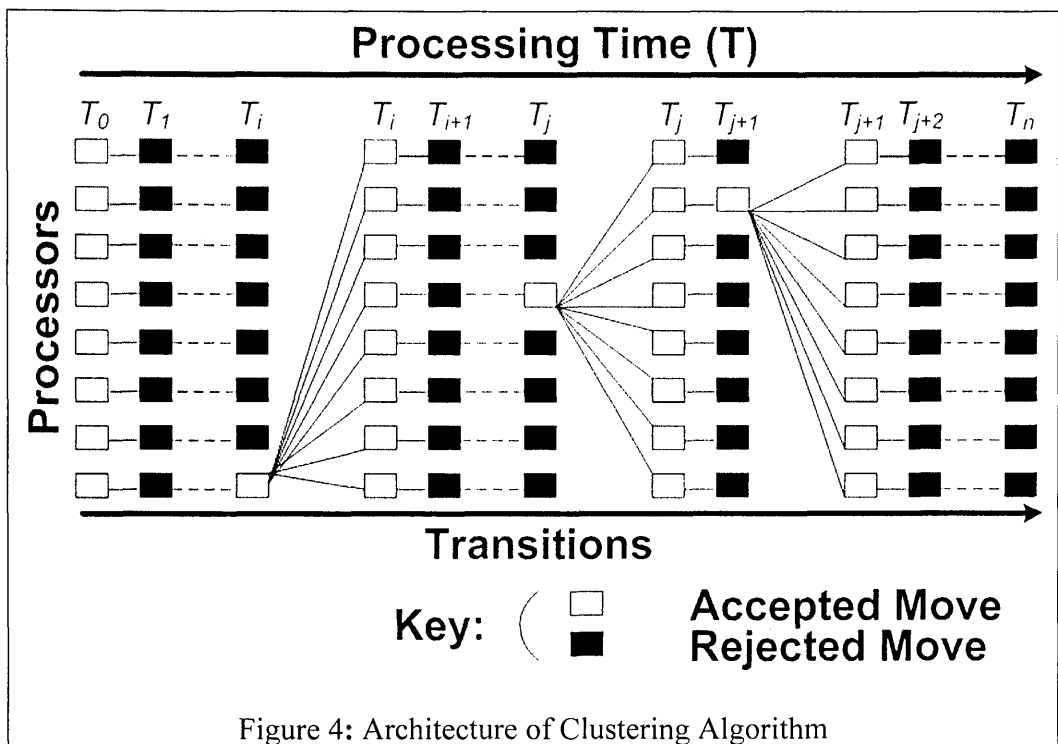 Processing Time (T)
T0 T1 Ti Ti Ti+1 Tj Tj Tj+1 Tj+1 Tj+2 Tn
Processors
Transitions
Key:
Accepted Move
Rejected Move
Figure 4: Architecture of Clustering Algorithm